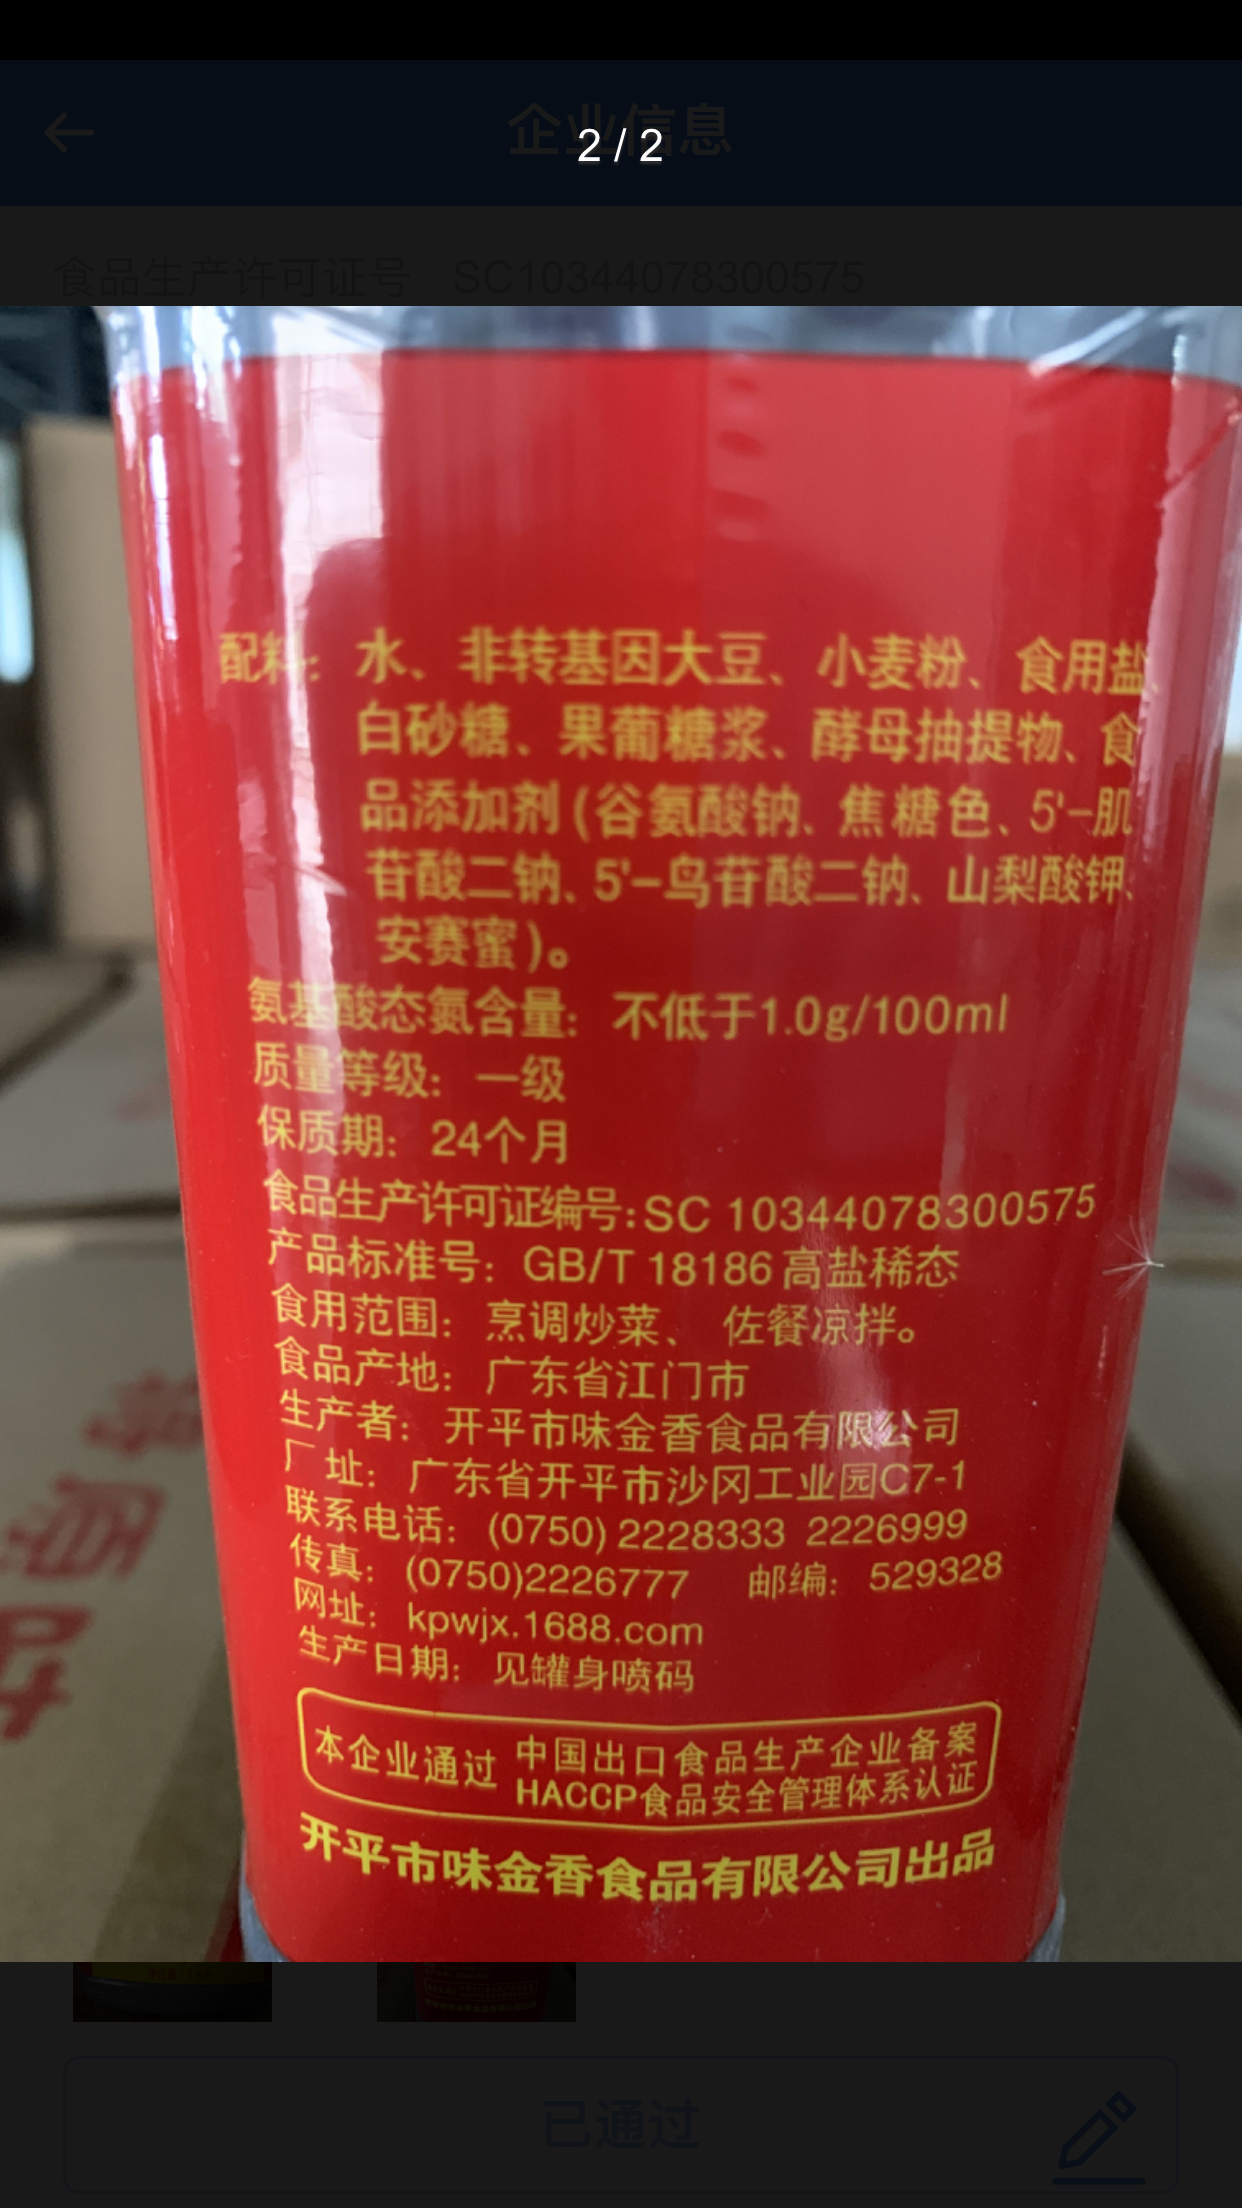 企业信息
2 / 2
食品生产许可证号 SC10344078300575
配料： 水、非转基因大豆、小麦粉、食用盐、
白砂糖、果葡糖浆、酵母抽提物、食
品添加剂(谷氨酸钠、焦糖色、5'-肌
苷酸二钠、5'-鸟苷酸二钠、山梨酸钾、
安赛蜜)。
氨基酸态氮含量： 不低于1.0g/100ml
质量等级： 一级
保质期： 24个月
食品生产许可证编号:SC 10344078300575
产品标准号： GB/T 18186 高盐稀态
食用范围： 烹调炒菜、 佐餐凉拌。
食品产地： 广东省江门市
生产者： 开平市味金香食品有限公司
厂 址： 广东省开平市沙冈工业园C7-1
联系电话： (0750) 2228333 2226999
传真： (0750)2226777 邮编： 529328
网址： kpwjx.1688.com
生产日期： 见罐身喷码
本企业通过 中国出口食品生产企业备案
HACCP食品安全管理体系认证
开平市味金香食品有限公司出品
已通过